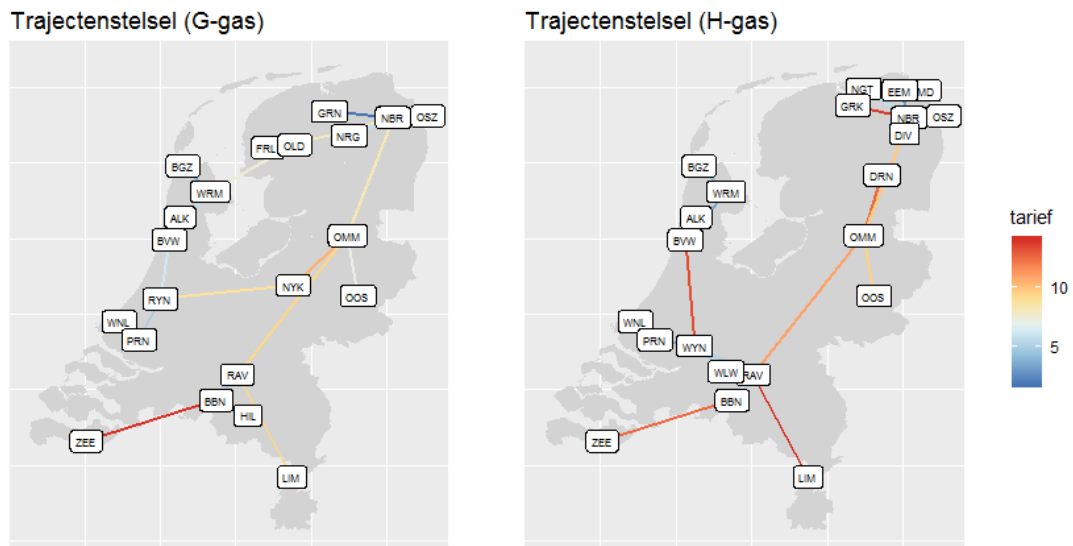 Trajectenstelsel (G-gas)
GRN
NBR
OSZ
FRL
OLD
NRG
BGZ
WRM
ALK
BVW
OMM
NYK
RYN
OOS
WNL
PRN
RAV
BBN
HIL
ZEE
LIM
Trajectenstelsel (H-gas)
NGT
EEM
MD
GRK
NBR
OSZ
DIV
DRN
BGZ
WRM
ALK
BVW
OMM
OOS
WNL
PRN
WYN
WLW
RAV
BBN
ZEE
LIM
tarief
10
5